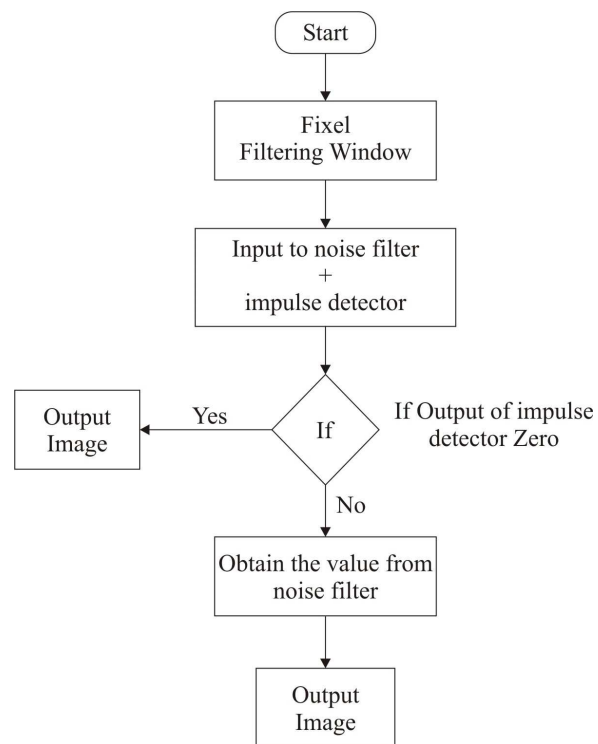 Start
Fixel
Filtering Window
Input to noise filter
+
impulse detector
If
If Output of impulse
detector Zero
Yes
Output
Image
No
Obtain the value from
noise filter
Output
Image